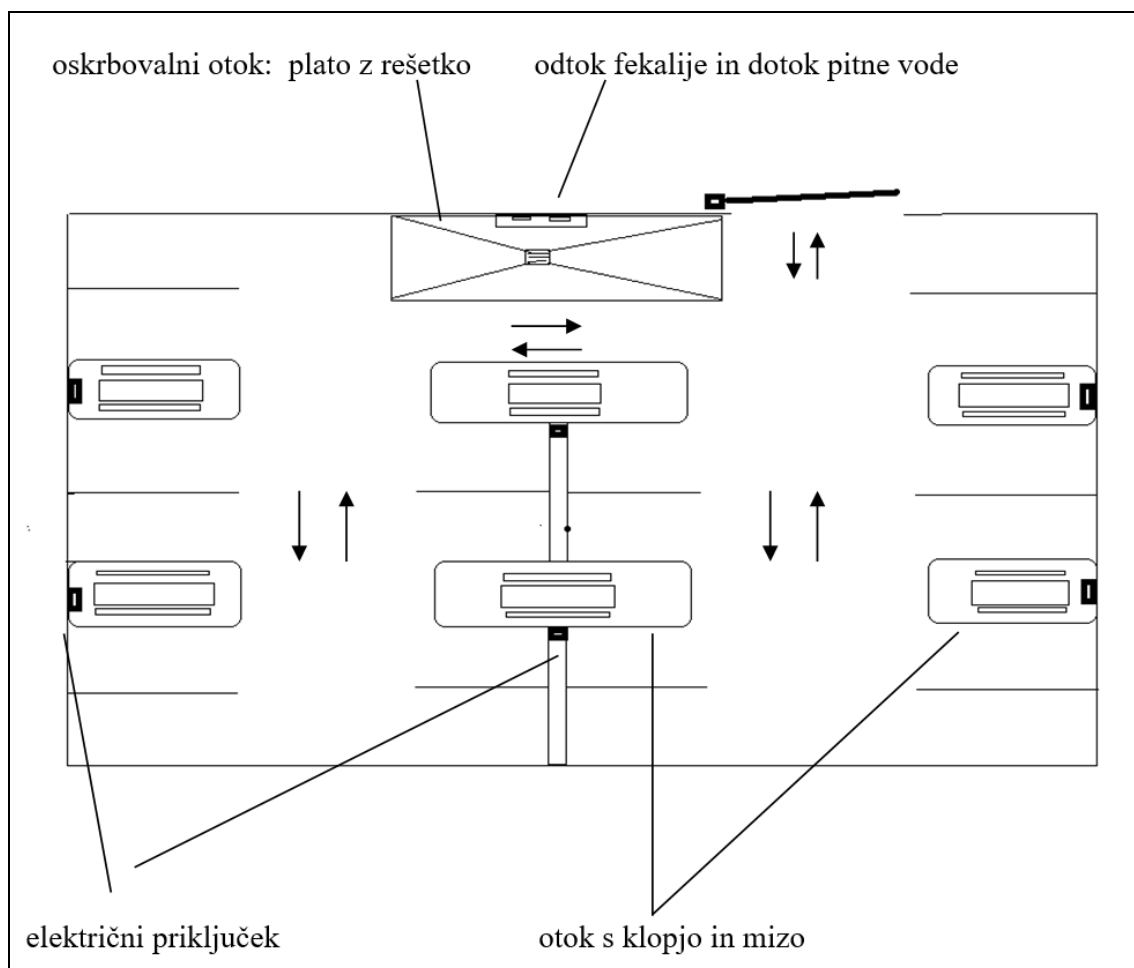 oskrbovalni otok:  plato z rešetko
odtok fekalije in dotok pitne vode
električni priključek
otok s klopjo in mizo